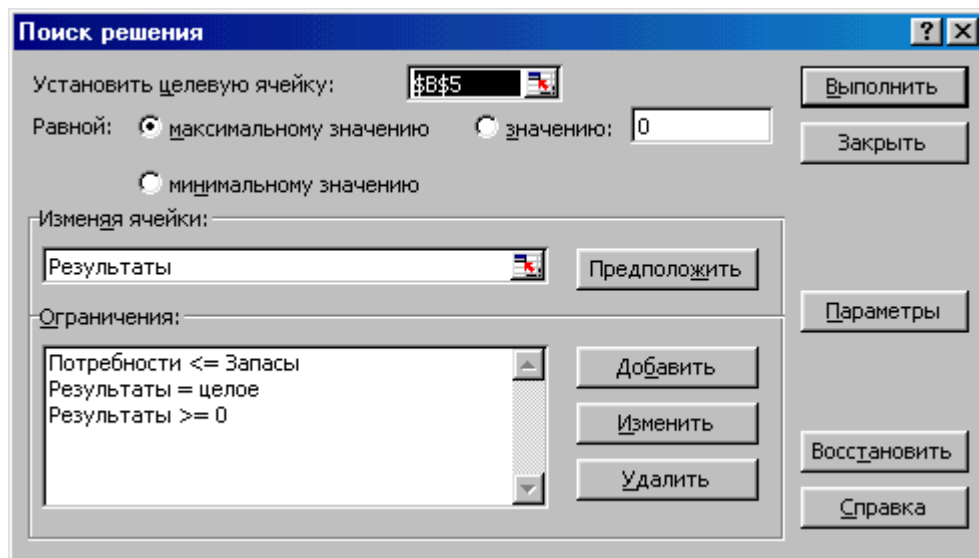 Поиск решения
Установить целевую ячейку: $B$5
Выполнить
Равной: максимальному значению значению: 0
Закрыть
минимальному значению
Изменяя ячейки:
Результаты
Предположить
Параметры
Ограничения:
Потребности <= Запасы
Результаты = целое
Результаты >= 0
Добавить
Изменить
Удалить
Восстановить
Справка